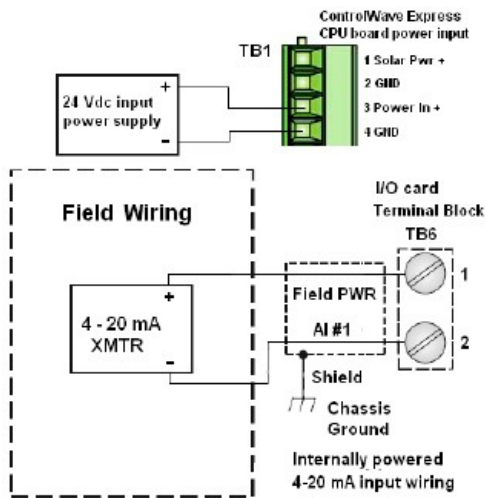 ControlWave Express
CPU board power input
TB1
1 Solar Pwr +
2 GND
3 Power In +
4 GND
24 Vdc input
power supply
+
-
Field Wiring
I/O card
Terminal Block
TB6
4 - 20 mA
XMTR
+
-
Field PWR
AI #1
1
2
Shield
Chassis
Ground
Internally powered
4-20 mA input wiring